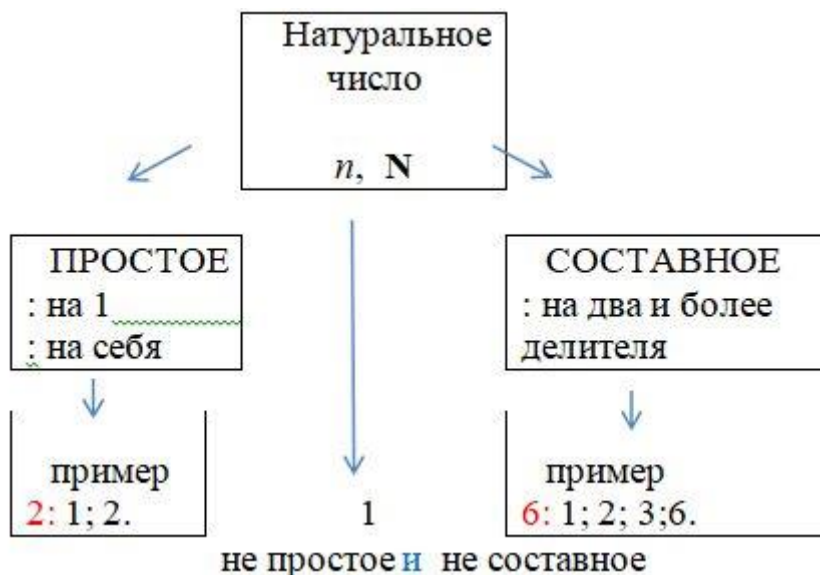 Натуральное
число
n, N
ПРОСТОЕ
: на 1
: на себя
СОСТАВНОЕ
: на два и более
делителя
пример
2: 1; 2.
1
пример
6: 1; 2; 3;6.
не простое и не составное